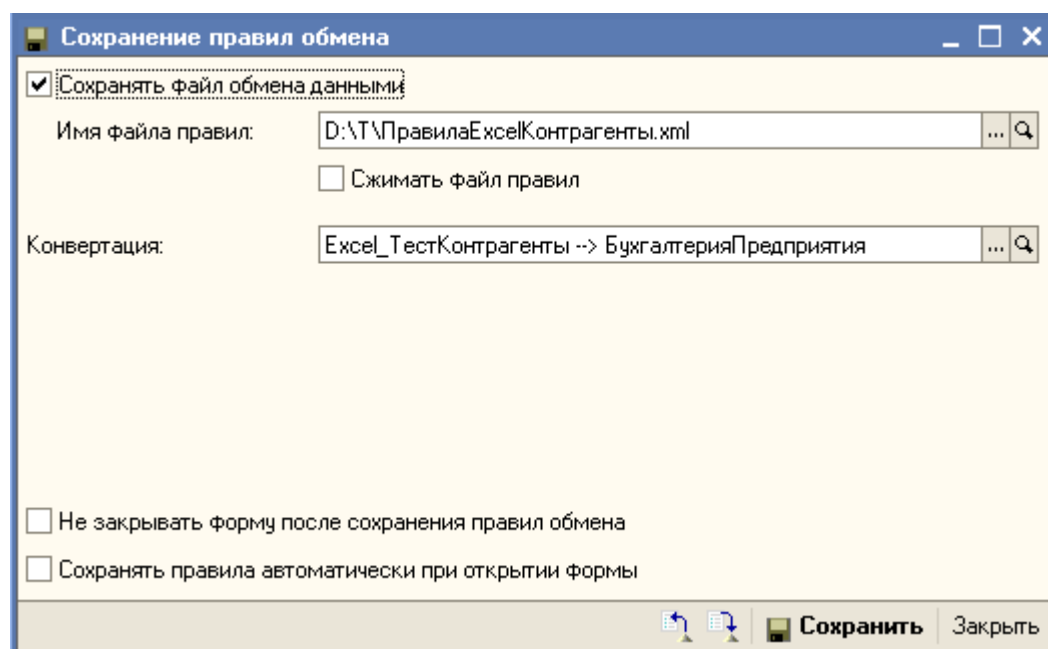 Сохранение правил обмена
Сохранять файл обмена данными
Имя файла правил: D:\T\ПравилаExcelКонтрагенты.xml ...
Сжимать файл правил
Конвертация: Excel_ТестКонтрагенты --> БухгалтерияПредприятия ...
Не закрывать форму после сохранения правил обмена
Сохранять правила автоматически при открытии формы
Сохранить Закрыть